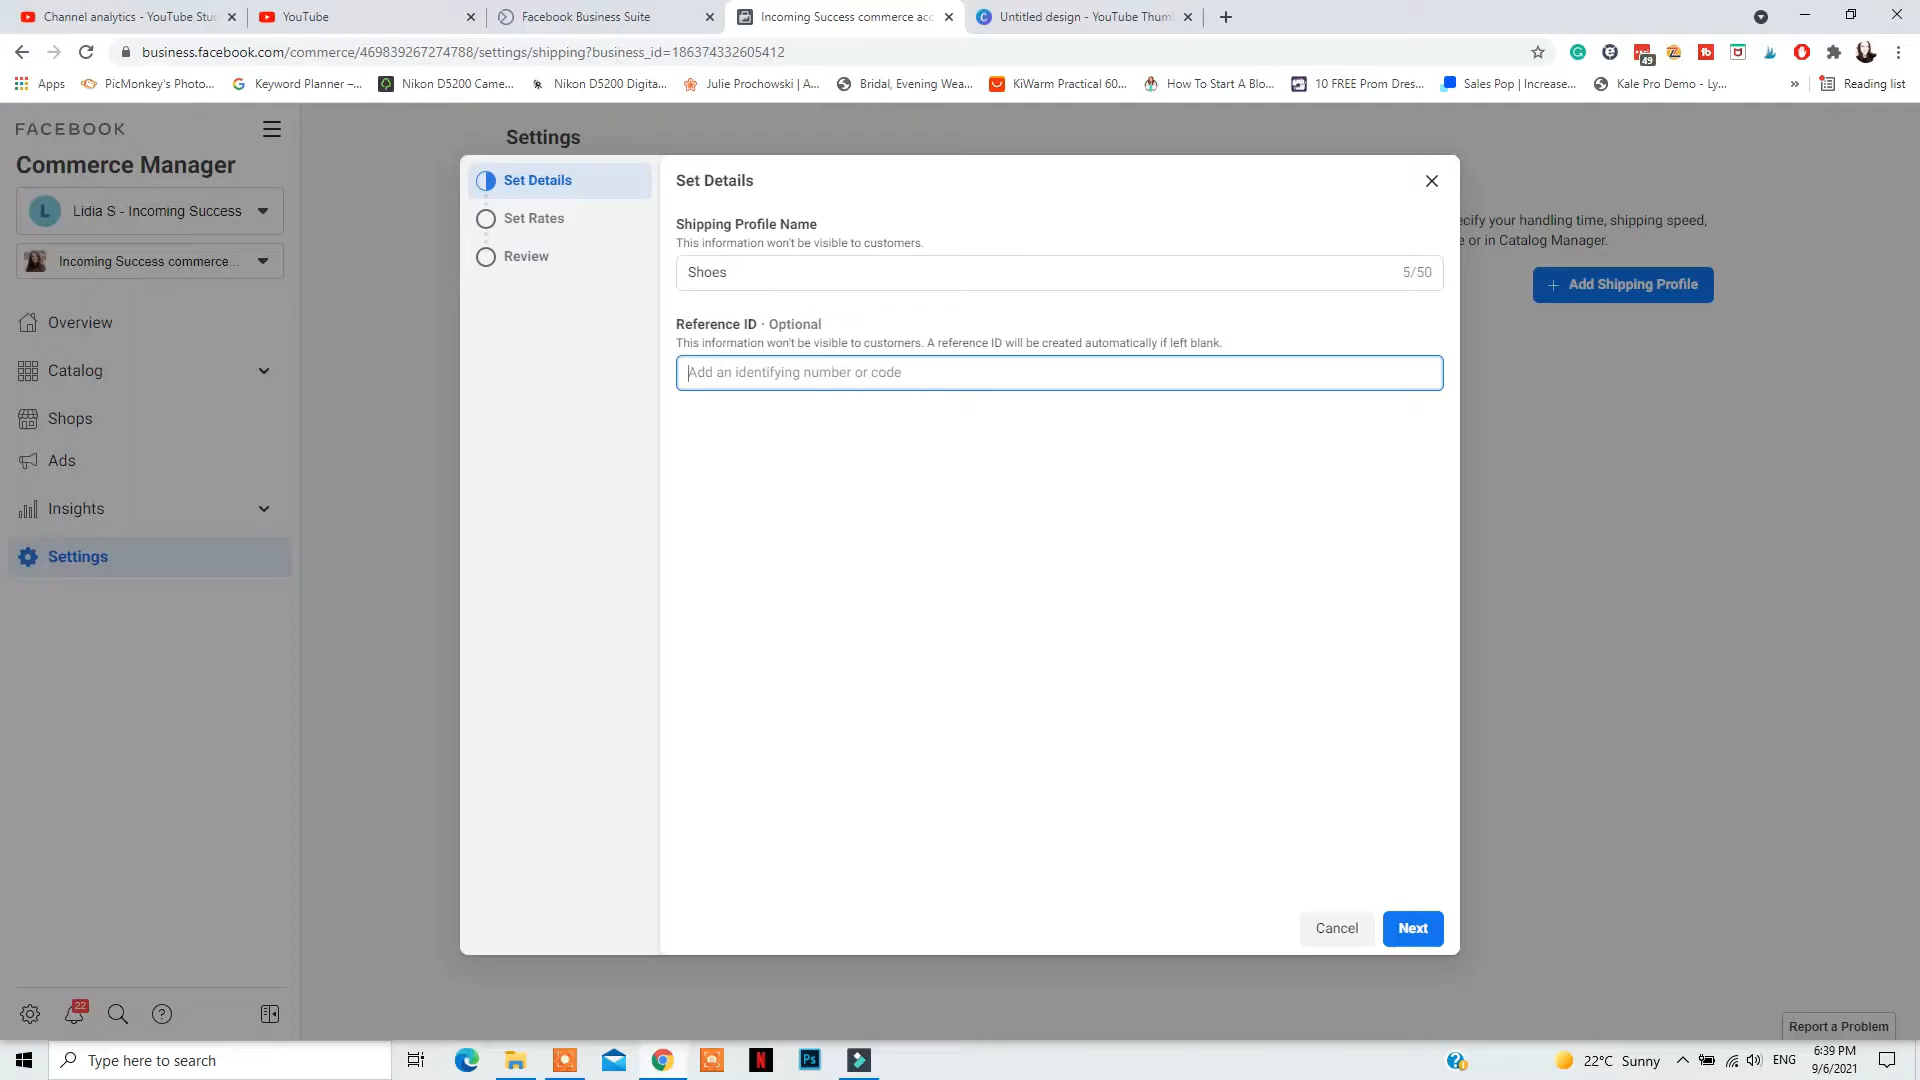 Channel analytics - YouTube Stu
YouTube
Facebook Business Suite
Incoming Success commerce acc
Untitled design - YouTube Thum
business.facebook.com/commerce/469839267274788/settings/shipping?business_id=186374332605412
49
Apps
PicMonkey's Photo...
Keyword Planner –...
Nikon D5200 Came...
Nikon D5200 Digita...
Julie Prochowski | A...
Bridal, Evening Wea...
KiWarm Practical 60...
How To Start A Blo...
10 FREE Prom Dres...
Sales Pop | Increase...
Kale Pro Demo - Ly...
»
Reading list
FACEBOOK
Commerce Manager
L
Lidia S - Incoming Success
Incoming Success commerce...
Overview
Catalog
Shops
Ads
Insights
Settings
22
Settings
ecify your handling time, shipping speed,
e or in Catalog Manager.
+ Add Shipping Profile
Set Details
Set Rates
Review
Set Details
Shipping Profile Name
This information won't be visible to customers.
Shoes
5/50
Reference ID · Optional
This information won't be visible to customers. A reference ID will be created automatically if left blank.
Add an identifying number or code
Cancel
Next
Report a Problem
Type here to search
N
Ps
22°C Sunny
ENG
6:39 PM
9/6/2021